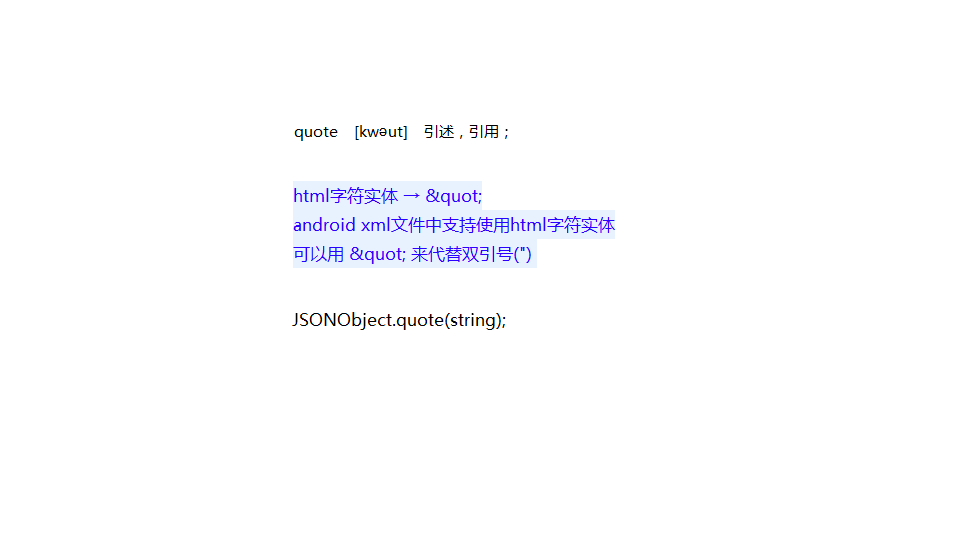 quote [kwəut] 引述，引用；
html字符实体 → &quot;
android xml文件中支持使用html字符实体
可以用 &quot; 来代替双引号(")
JSONObject.quote(string);